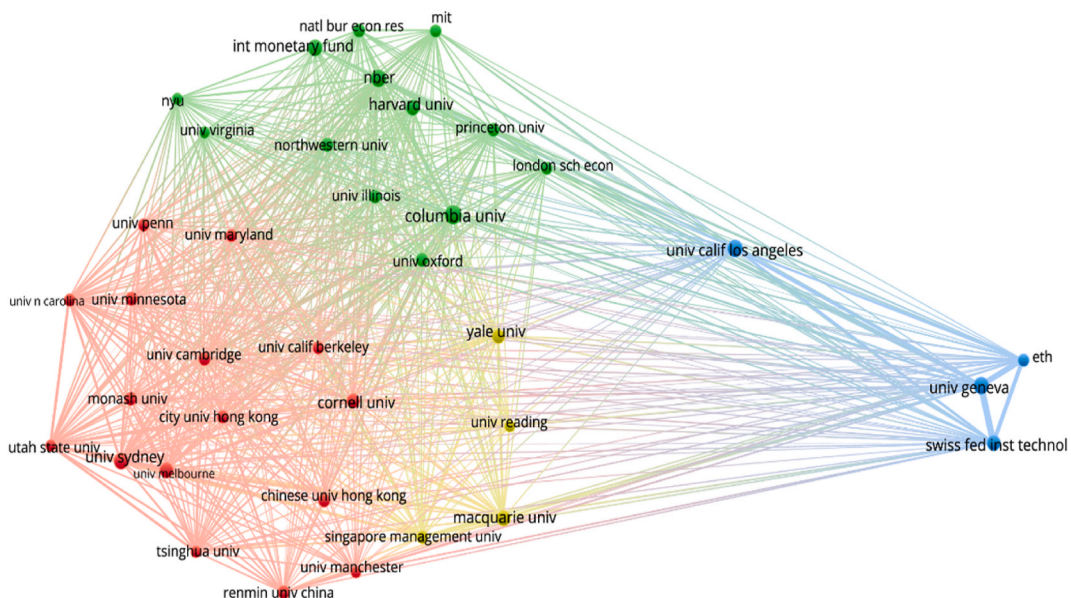 mit
natl bur econ res
int monetary fund
nber
nyu
harvard univ
univ virginia
princeton univ
northwestern univ
london sch econ
univ illinois
columbia univ
univ penn
univ maryland
univ calif los angeles
univ oxford
univ n carolina
univ minnesota
yale univ
univ cambridge
univ calif berkeley
eth
univ geneva
monash univ
cornell univ
city univ hong kong
univ reading
utah state univ
swiss fed inst technol
univ sydney
univ melbourne
chinese univ hong kong
macquarie univ
singapore management univ
tsinghua univ
univ manchester
renmin univ china